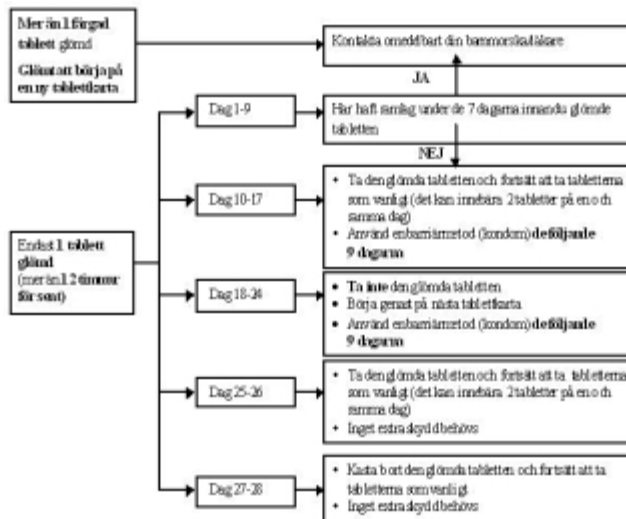 Mer än 1 färgad
tablett glömd
Glömt att börja på
en ny tablettkarta
Kontakta omedelbart din barnmorska/läkare
JA
Dag 1-9
Har haft samlag under de 7 dagarna innan du glömde
tabletten
NEJ
Dag 10-17
• Ta den glömda tabletten och fortsätt att ta tabletterna
som vanligt (det kan innebära 2 tabletter på en och
samma dag)
• Använd en barriärmetod (kondom) de följande
9 dagarna
Endast 1 tablett
glömd
(mer än 12 timmar
för sent)
Dag 18-24
• Ta inte den glömda tabletten
• Börja genast på nästa tablettkarta
• Använd en barriärmetod (kondom) de följande
9 dagarna
Dag 25-26
• Ta den glömda tabletten och fortsätt att ta tabletterna
som vanligt (det kan innebära 2 tabletter på en och
samma dag)
• Inget extra skydd behövs
Dag 27-28
• Kasta bort den glömda tabletten och fortsätt att ta
tabletterna som vanligt
• Inget extra skydd behövs